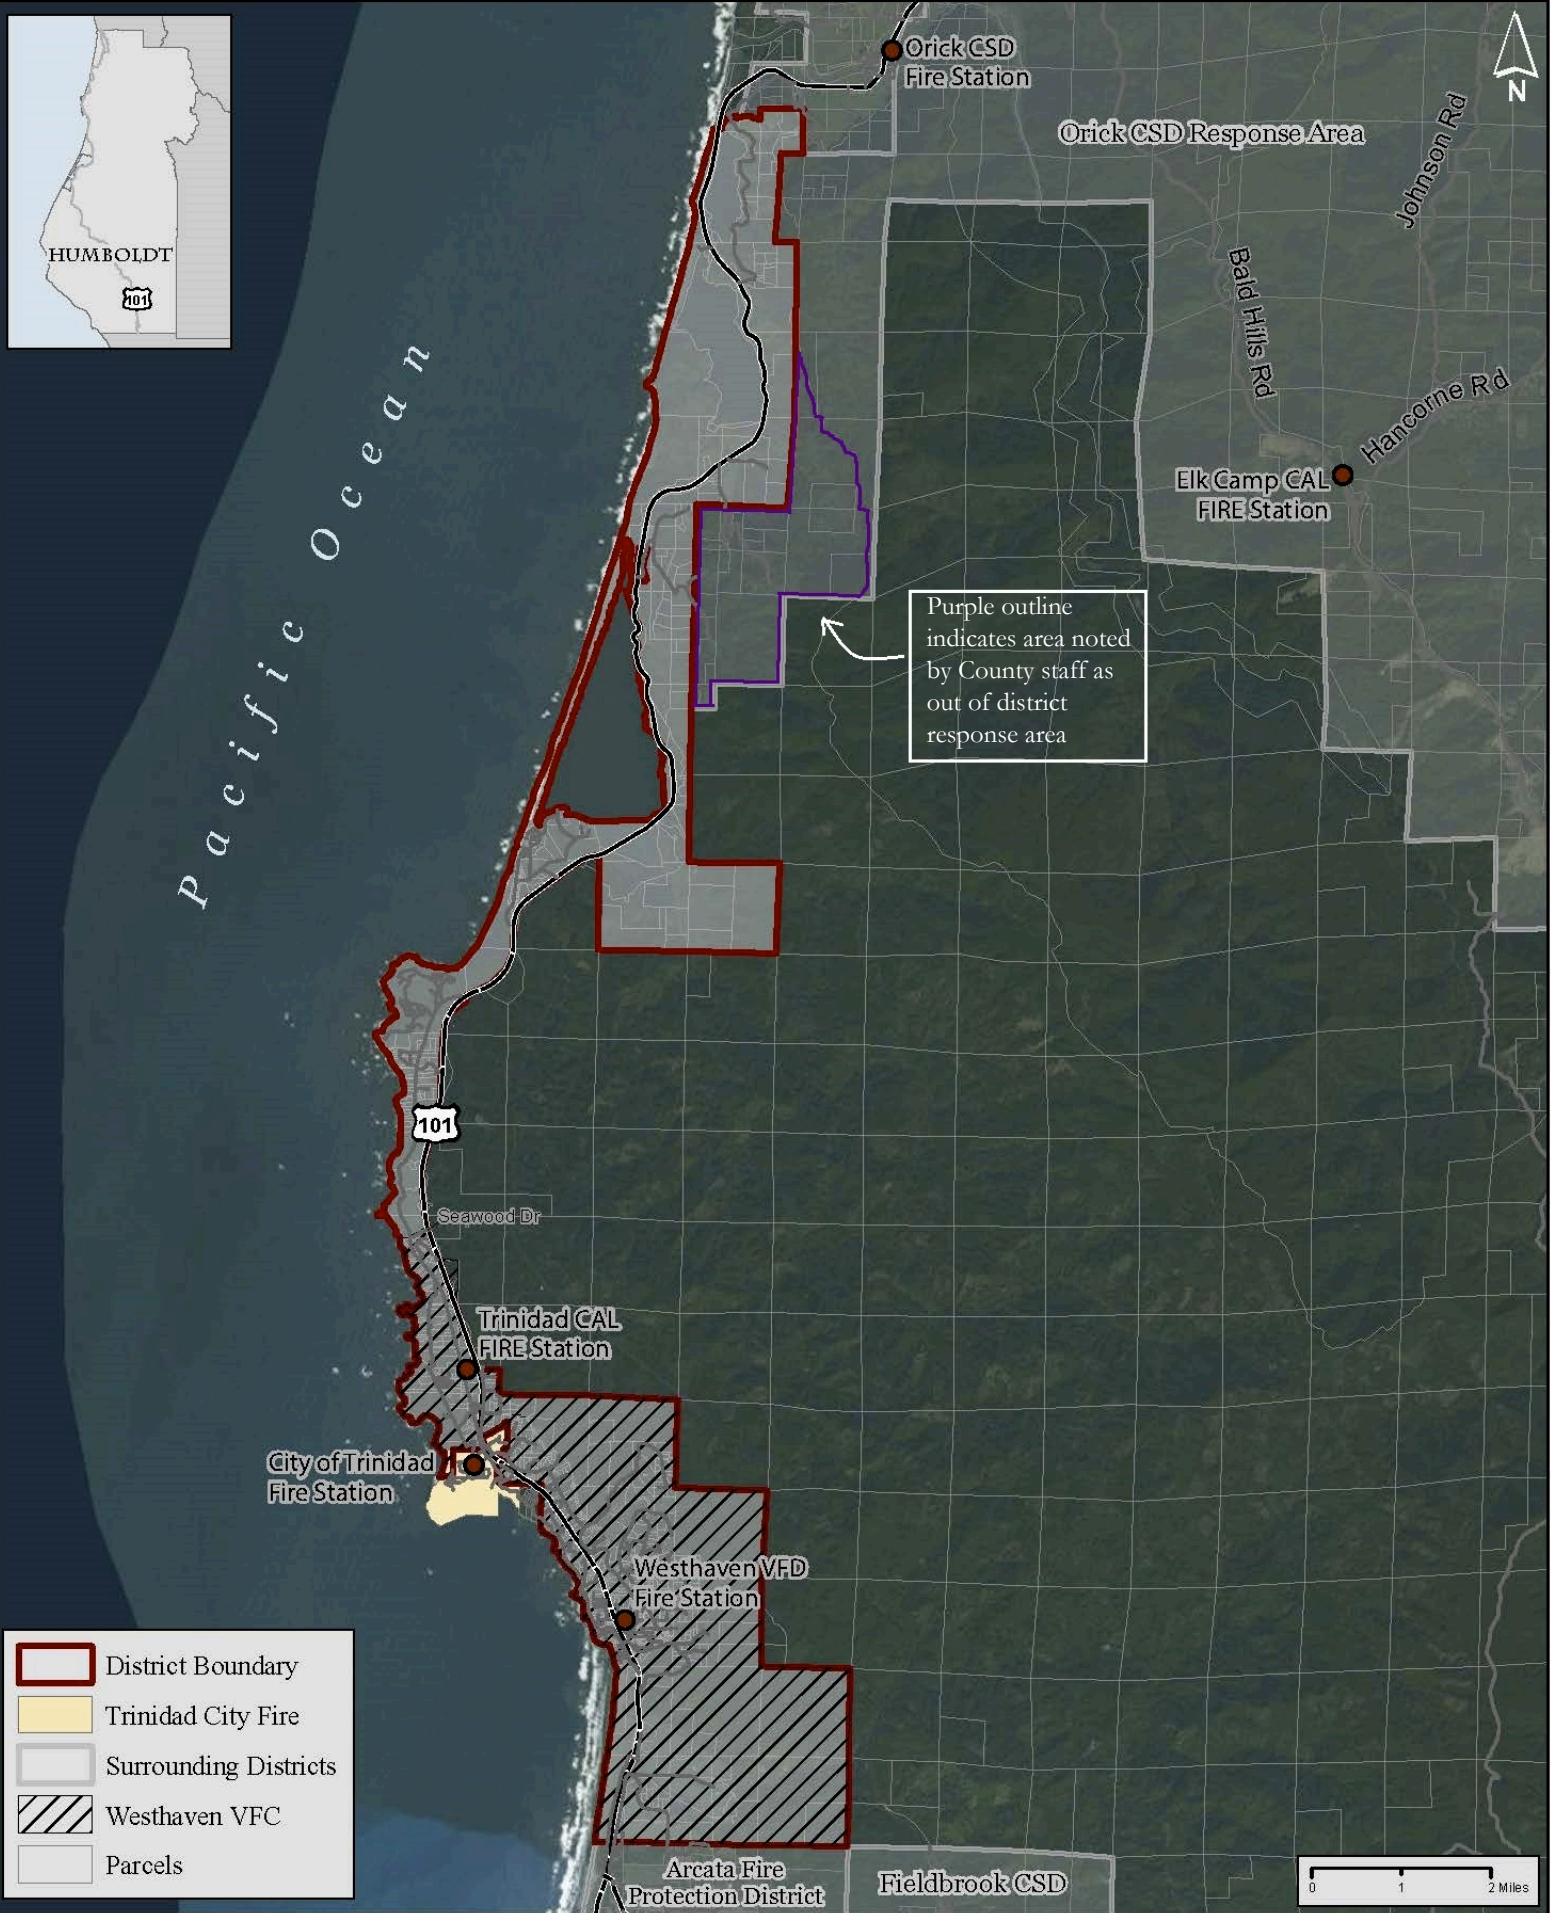 Orick CSD
Fire Station
N
Orick CSD Response Area
Johnson Rd
HUMBOLDT
101
Bald Hills Rd
Pacific Ocean
Hancorne Rd
Elk Camp CAL
FIRE Station
Purple outline
indicates area noted
by County staff as
out of district
response area
101
Seawood Dr
Trinidad CAL
FIRE Station
City of Trinidad
Fire Station
Westhaven VFD
Fire Station
District Boundary
Trinidad City Fire
Surrounding Districts
Westhaven VFC
Parcels
Arcata Fire
Protection District
Fieldbrook CSD
0 1 2 Miles